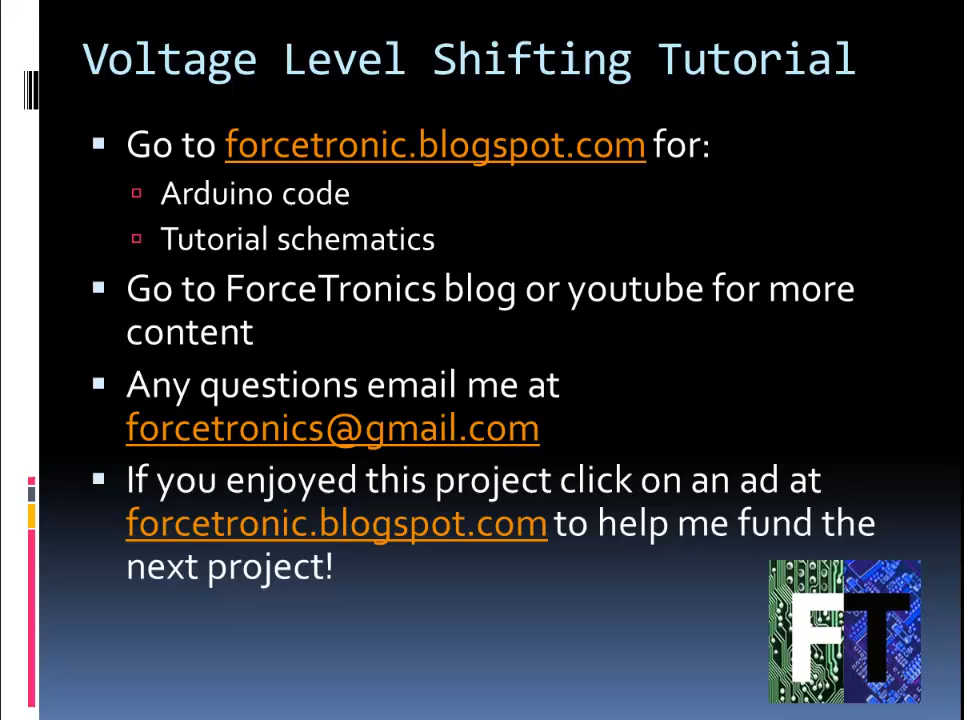 Voltage Level Shifting Tutorial
Go to forcetronic.blogspot.com for:
Arduino code
Tutorial schematics
Go to ForceTronics blog or youtube for more
content
Any questions email me at
forcetronics@gmail.com
If you enjoyed this project click on an ad at
forcetronic.blogspot.com to help me fund the
next project!
FT